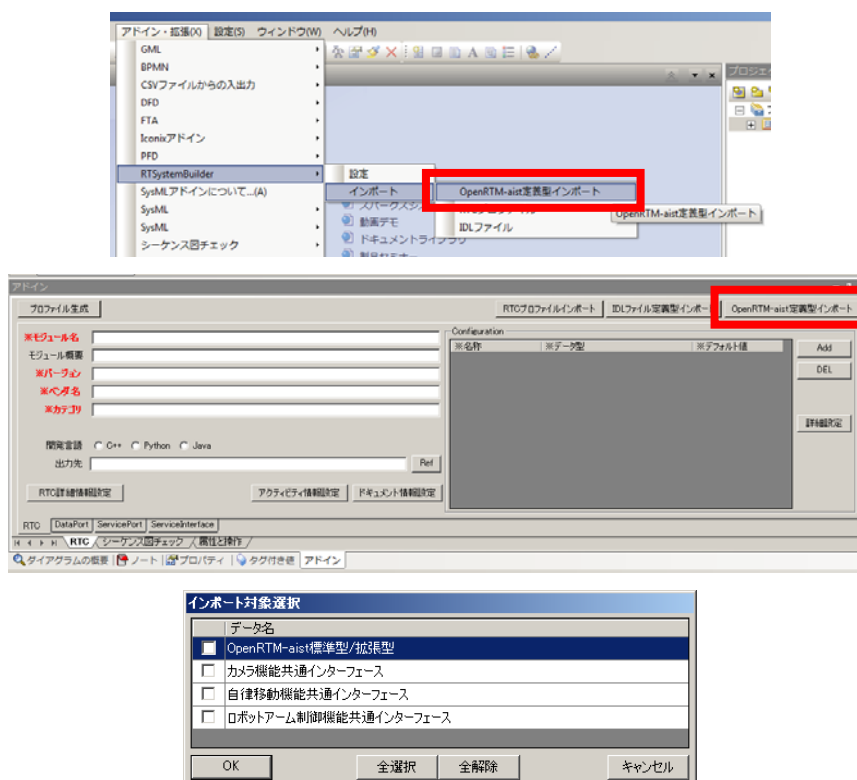 アドイン・拡張(X) 設定(S) ウィンドウ(W) ヘルプ(H)
GML
BPMN
CSVファイルからの入出力
DFD
FTA
Iconixアドイン
PFD
RTSystemBuilder 設定
SysMLアドインについて...(A) インポート OpenRTM-aist定義型インポート
SysML OpenRTM-aist定義型インポート
SysML 動画デモ IDLファイル
シーケンス図チェック ドキュメントライブラリ
アドイン
プロファイル生成 RTCプロファイルインポート IDLファイル定義型インポート OpenRTM-aist定義型インポート
※モジュール名 Configuration
※名称 ※データ型 ※デフォルト値 Add
モジュール概要
※バージョン DEL
※ベンダ名
※カテゴリ
詳細設定
開発言語 C++ Python Java
出力先 Ref
RTC詳細情報設定 アクティビティ情報設定 ドキュメント情報設定
RTC DataPort ServicePort ServiceInterface
RTC シーケンス図チェック 属性と操作
ダイアグラムの概要 ノート プロパティ タグ付き値 アドイン
インポート対象選択
データ名
OpenRTM-aist標準型/拡張型
カメラ機能共通インターフェース
自律移動機能共通インターフェース
ロボットアーム制御機能共通インターフェース
OK 全選択 全解除 キャンセル